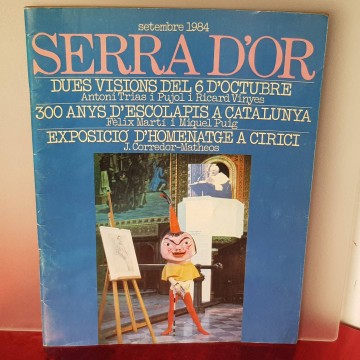 setembre 1984
SERRA D'OR
DUES VISIONS DEL 6 D'OCTUBRE
Antoni Trias i Pujol i Ricard Vinyes
300 ANYS D'ESCOLAPIS A CATALUNYA
Fèlix Martí i Miquel Puig
EXPOSICIÓ D'HOMENATGE A CIRICI
J. Corredor-Matheos